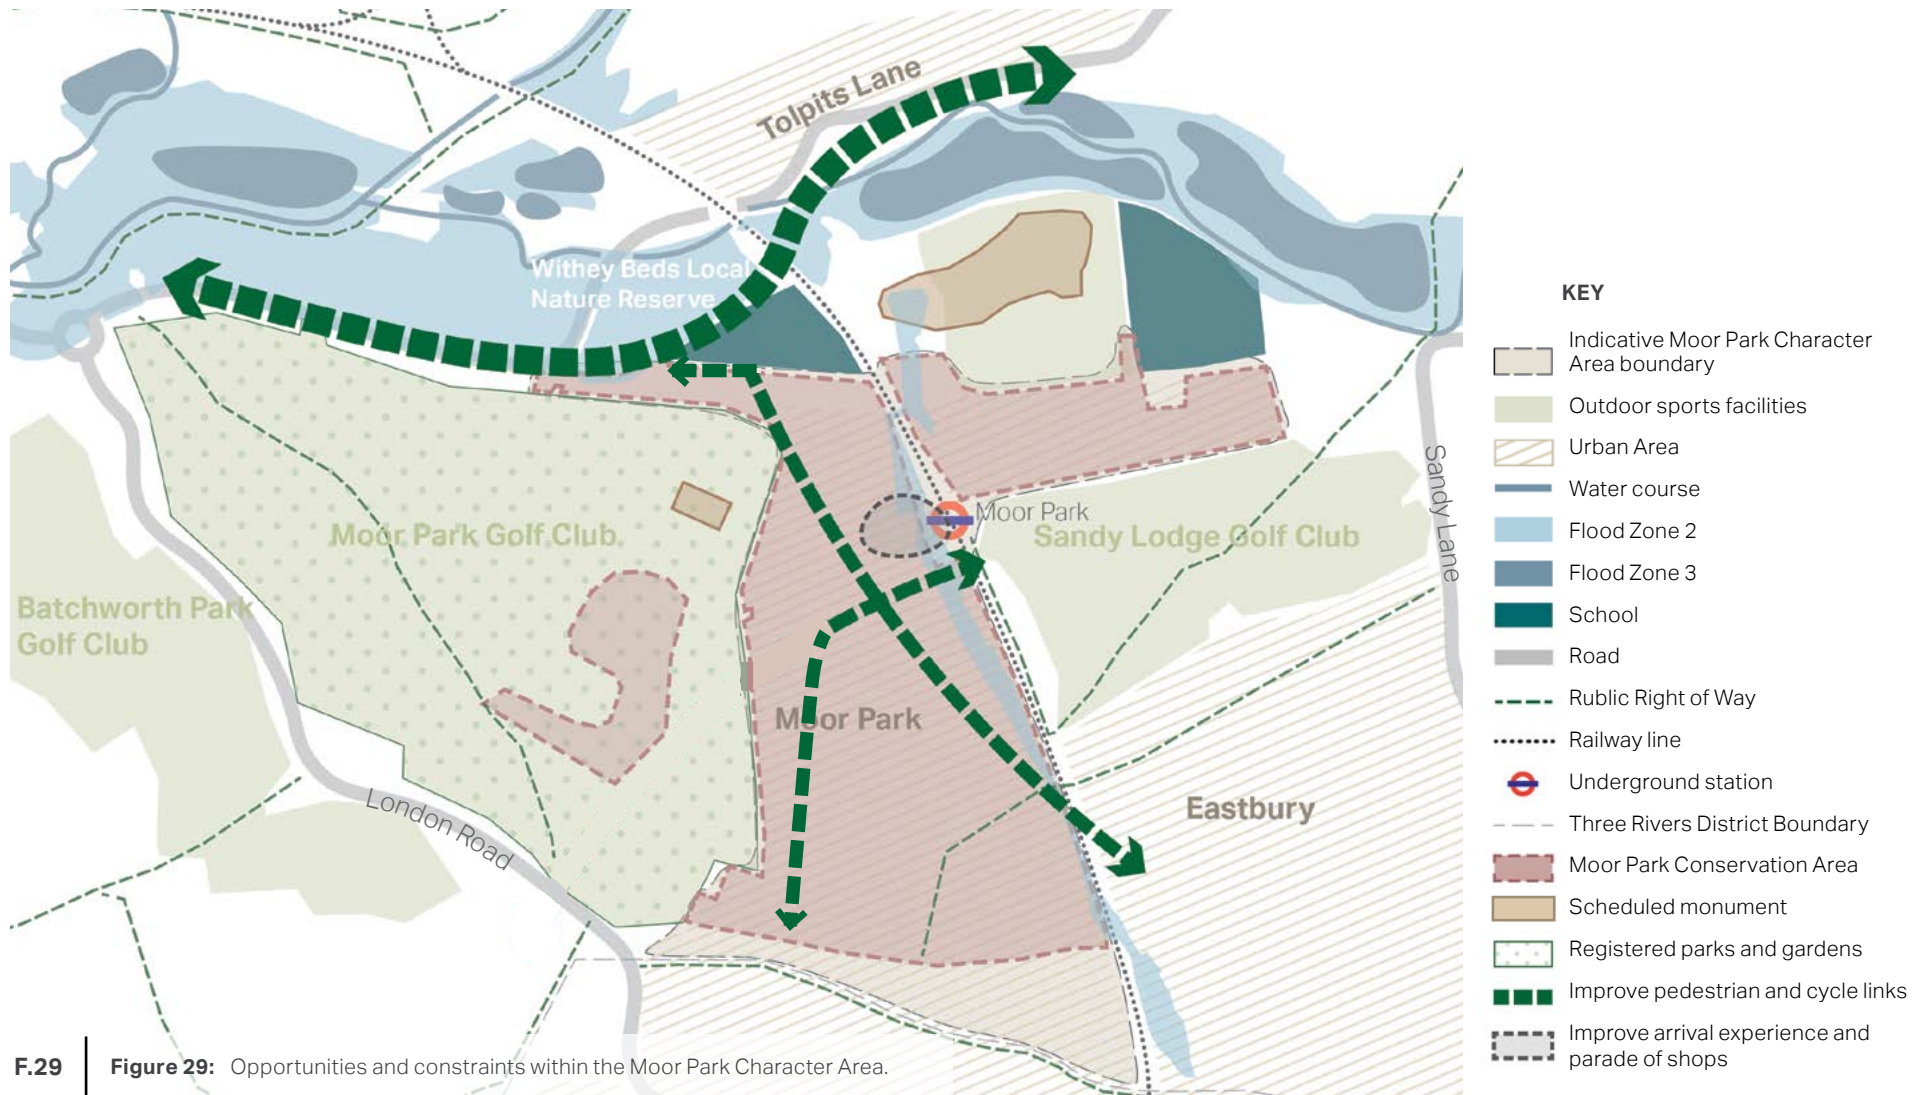 Tolpits Lane
Withey Beds Local
Nature Reserve
Moor Park
Moor Park Golf Club
Sandy Lodge Golf Club
Sandy Lane
Batchworth Park
Golf Club
Moor Park
Eastbury
London Road
KEY
Indicative Moor Park Character
Area boundary
Outdoor sports facilities
Urban Area
Water course
Flood Zone 2
Flood Zone 3
School
Road
Rublic Right of Way
Railway line
Underground station
Three Rivers District Boundary
Moor Park Conservation Area
Scheduled monument
Registered parks and gardens
Improve pedestrian and cycle links
Improve arrival experience and
parade of shops
F.29 Figure 29: Opportunities and constraints within the Moor Park Character Area.